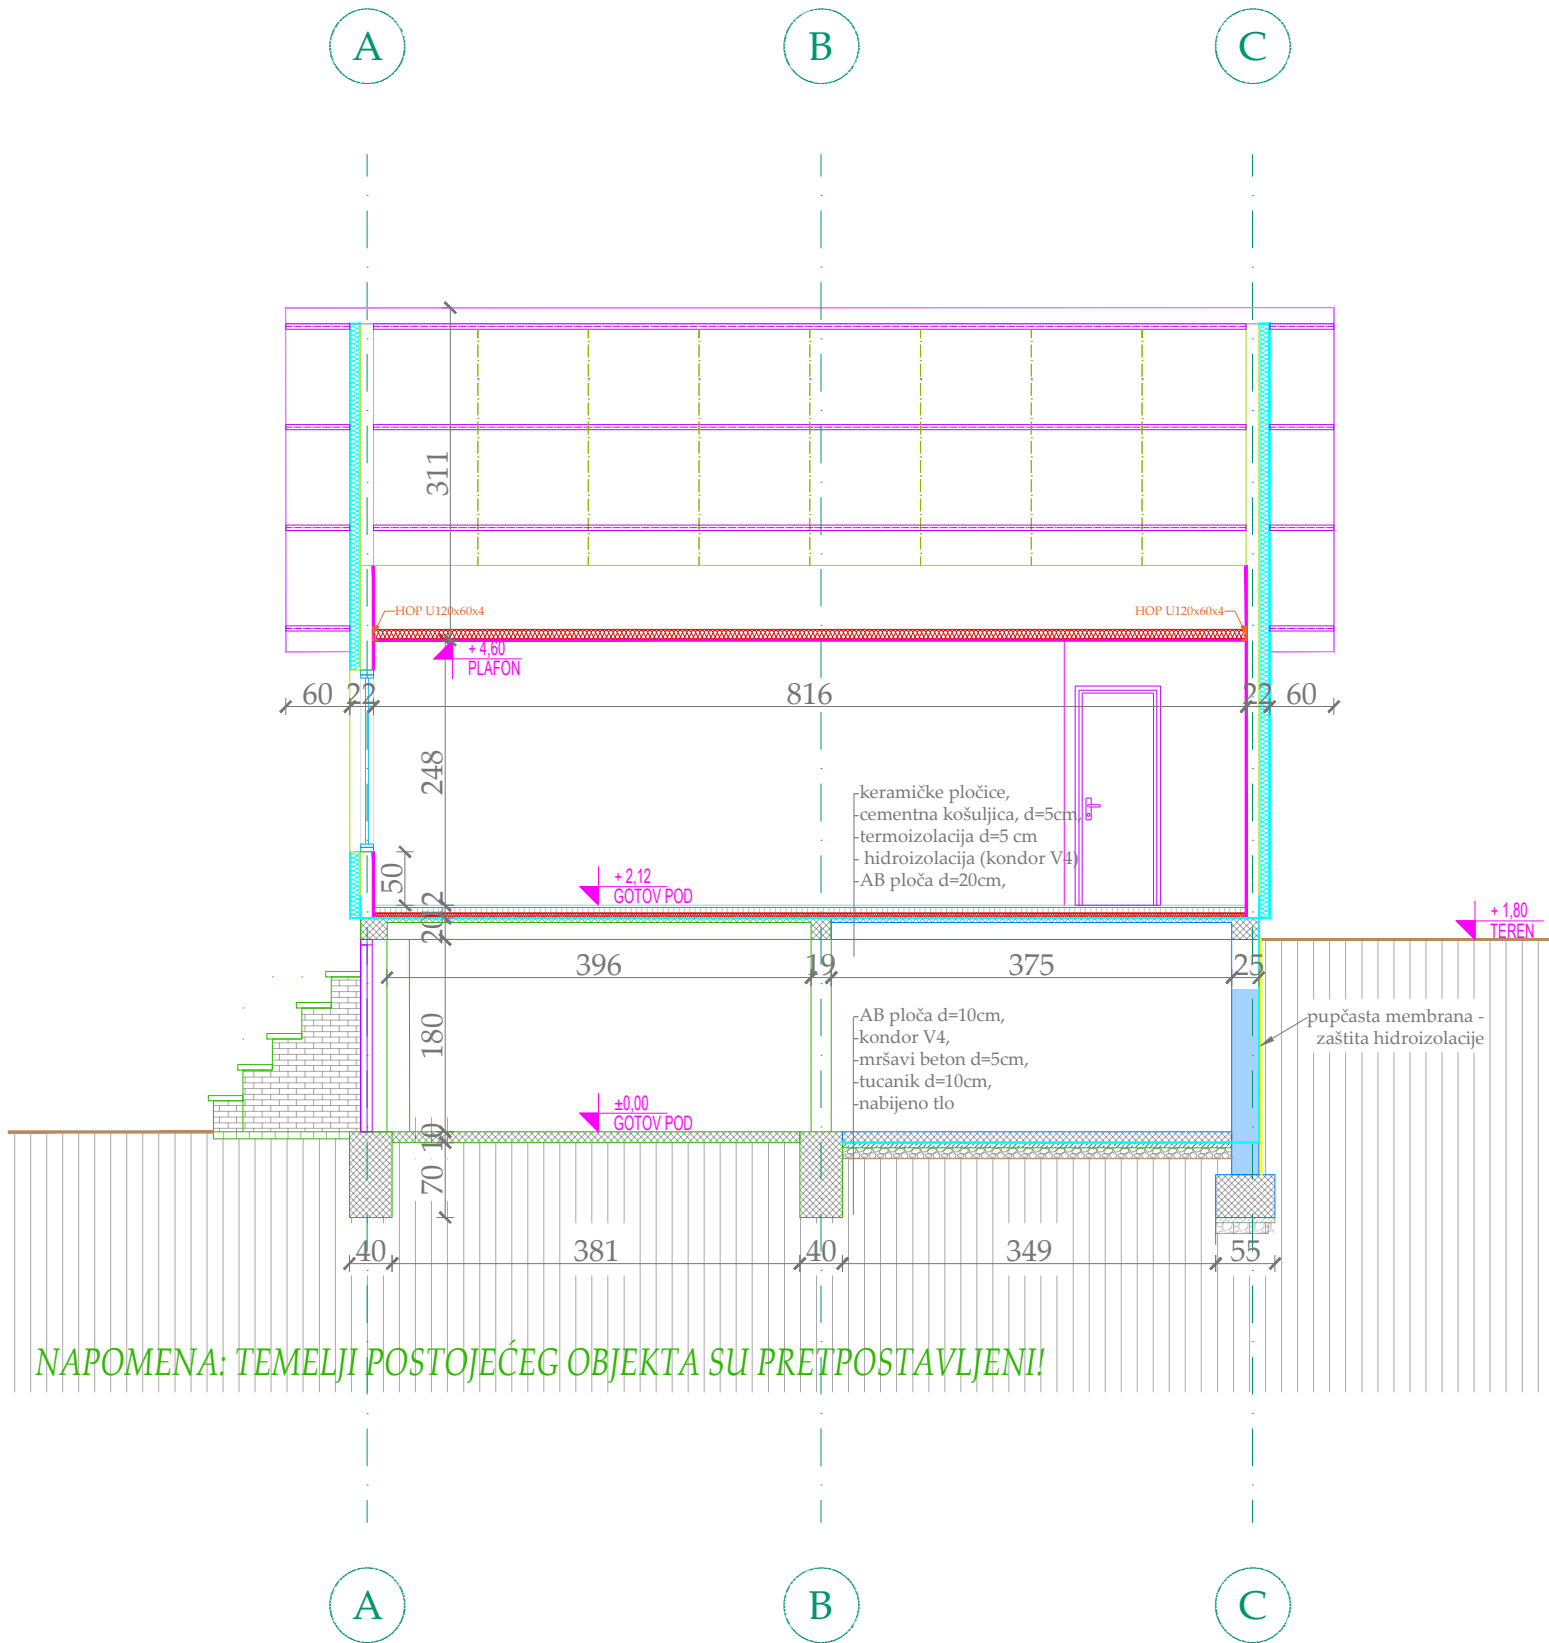 A
B
C
311
HOP U120x60x4
HOP U120x60x4
+ 4,60
PLAFON
60
22
816
22
60
248
-keramičke pločice,
-cementna košuljica, d=5cm,
-termoizolacija d=5 cm
- hidroizolacija (kondor V4)
-AB ploča d=20cm,
50
+ 2,12
GOTOV POD
12
20
+ 1,80
TEREN
396
19
375
25
180
-AB ploča d=10cm,
-kondor V4,
-mršavi beton d=5cm,
-tucanik d=10cm,
-nabijeno tlo
pupčasta membrana -
zaštita hidroizolacije
±0,00
GOTOV POD
10
70
40
381
40
349
55
NAPOMENA: TEMELJI POSTOJEĆEG OBJEKTA SU PRETPOSTAVLJENI!
A
B
C